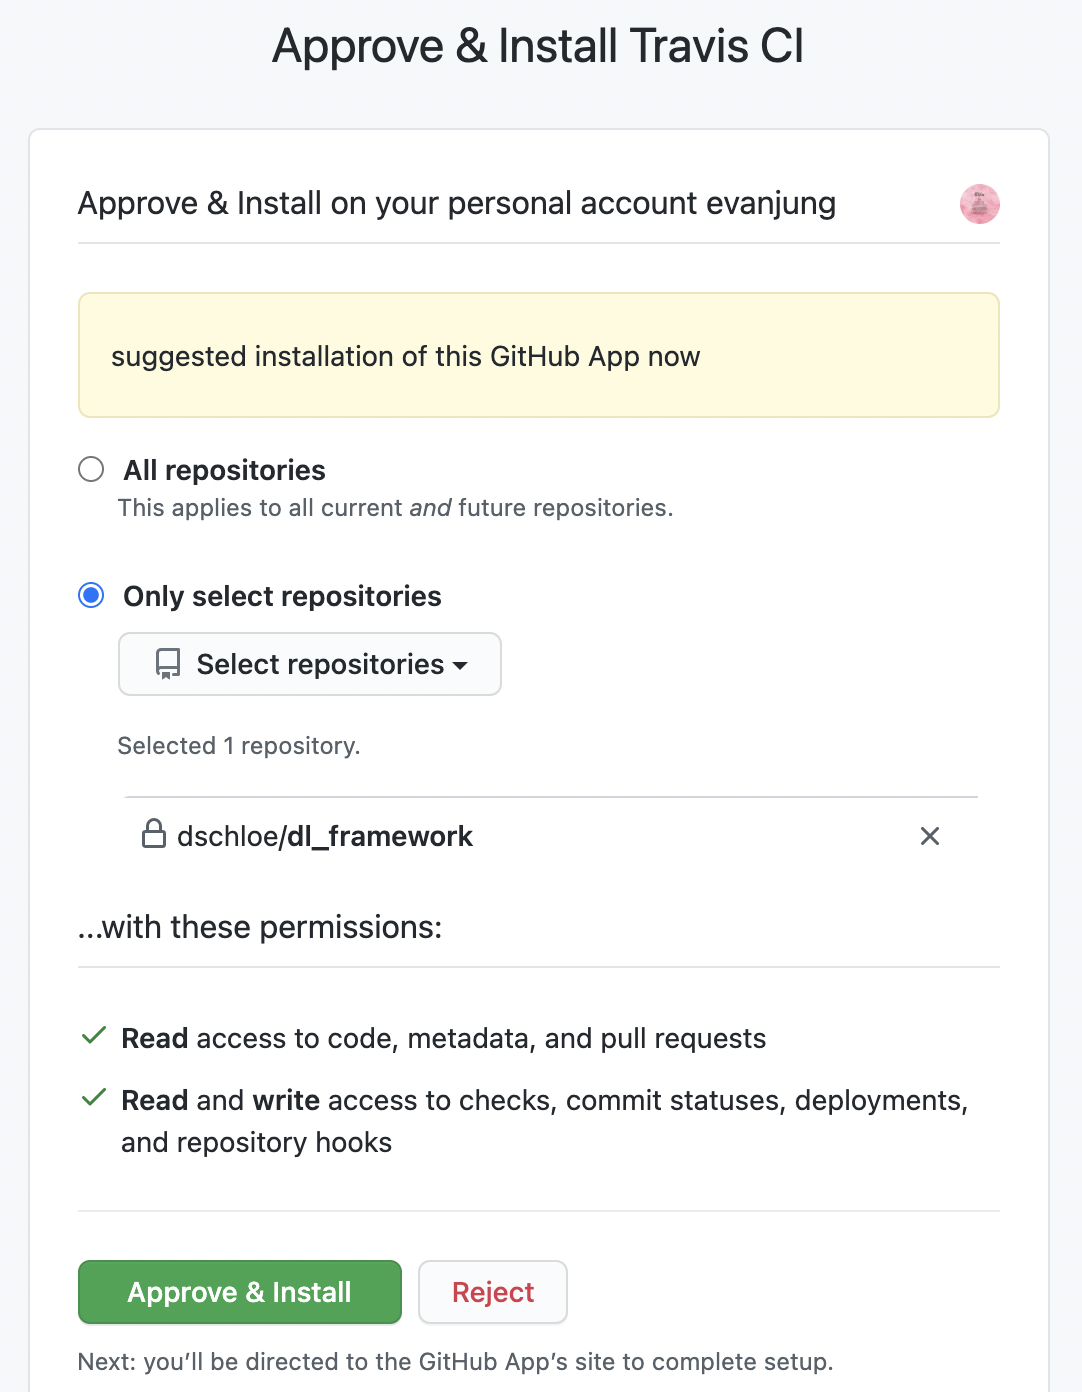 Approve & Install Travis CI
Approve & Install on your personal account evanjung
suggested installation of this GitHub App now
All repositories
This applies to all current and future repositories.
Only select repositories
Select repositories
Selected 1 repository.
dschloe/dl_framework
...with these permissions:
Read access to code, metadata, and pull requests
Read and write access to checks, commit statuses, deployments,
and repository hooks
Approve & Install
Reject
Next: you’ll be directed to the GitHub App’s site to complete setup.